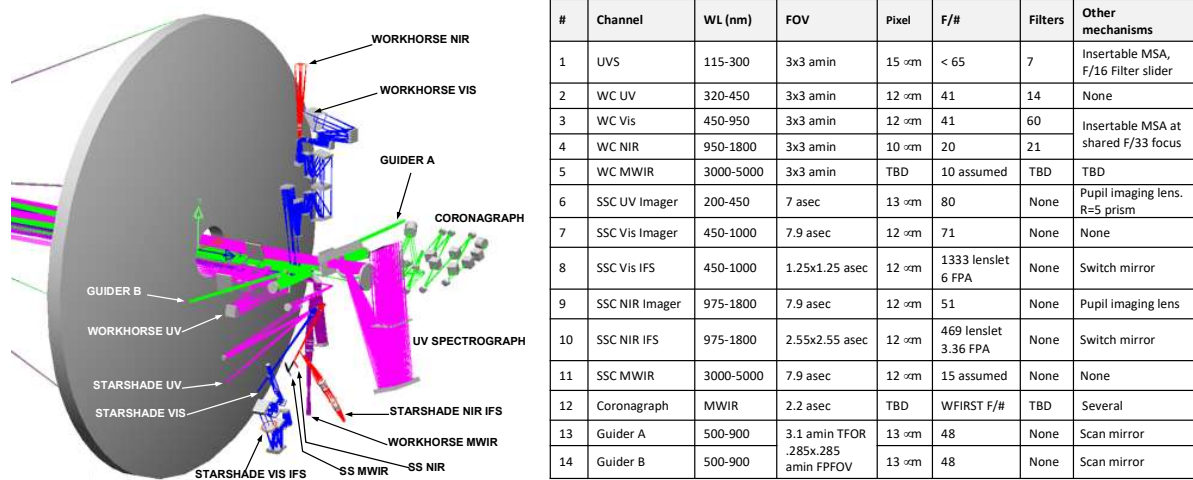 WORKHORSE NIR
WORKHORSE VIS
GUIDER A
CORONAGRAPH
GUIDER B
WORKHORSE UV
UV SPECTROGRAPH
STARSHADE UV
STARSHADE VIS
STARSHADE NIR IFS
WORKHORSE MWIR
SS NIR
SS MWIR
STARSHADE VIS IFS
# Channel WL (nm) FOV Pixel F/# Filters Other
mechanisms
1 UVS 115-300 3x3 amin 15 ∝m < 65 7 Insertable MSA,
F/16 Filter slider
2 WC UV 320-450 3x3 amin 12 ∝m 41 14 None
3 WC Vis 450-950 3x3 amin 12 ∝m 41 60 Insertable MSA at
shared F/33 focus
4 WC NIR 950-1800 3x3 amin 10 ∝m 20 21
5 WC MWIR 3000-5000 3x3 amin TBD 10 assumed TBD TBD
6 SSC UV Imager 200-450 7 asec 13 ∝m 80 None Pupil imaging lens.
R=5 prism
7 SSC Vis Imager 450-1000 7.9 asec 12 ∝m 71 None None
8 SSC Vis IFS 450-1000 1.25x1.25 asec 12 ∝m 1333 lenslet
6 FPA None Switch mirror
9 SSC NIR Imager 975-1800 7.9 asec 12 ∝m 51 None Pupil imaging lens
10 SSC NIR IFS 975-1800 2.55x2.55 asec 12 ∝m 469 lenslet
3.36 FPA None Switch mirror
11 SSC MWIR 3000-5000 7.9 asec 12 ∝m 15 assumed None None
12 Coronagraph MWIR 2.2 asec TBD WFIRST F/# TBD Several
13 Guider A 500-900 3.1 amin TFOR
.285x.285
amin FPFOV 13 ∝m 48 None Scan mirror
14 Guider B 500-900 13 ∝m 48 None Scan mirror